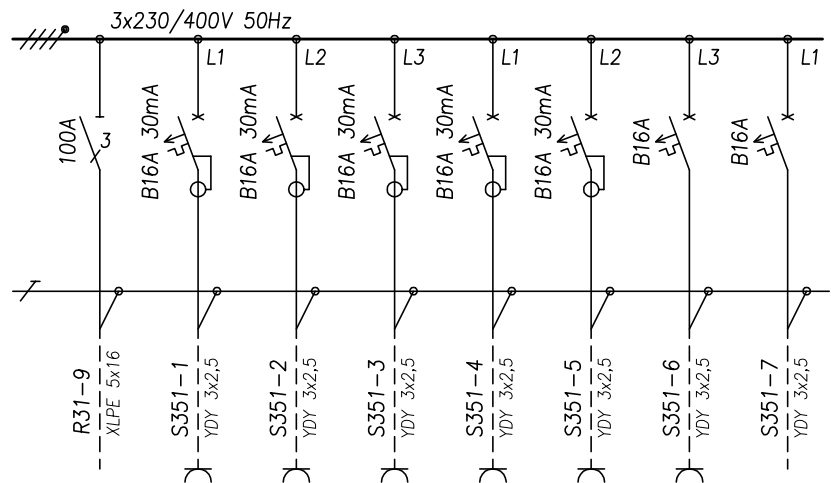 3x230/400V 50Hz
L1
L2
L3
L1
L2
L3
L1
100A
3
B16A 30mA
B16A 30mA
B16A 30mA
B16A 30mA
B16A 30mA
B16A
B16A
R31-9
XLPE 5x16
S351-1
YDY 3x2,5
S351-2
YDY 3x2,5
S351-3
YDY 3x2,5
S351-4
YDY 3x2,5
S351-5
YDY 3x2,5
S351-6
YDY 3x2,5
S351-7
YDY 3x2,5